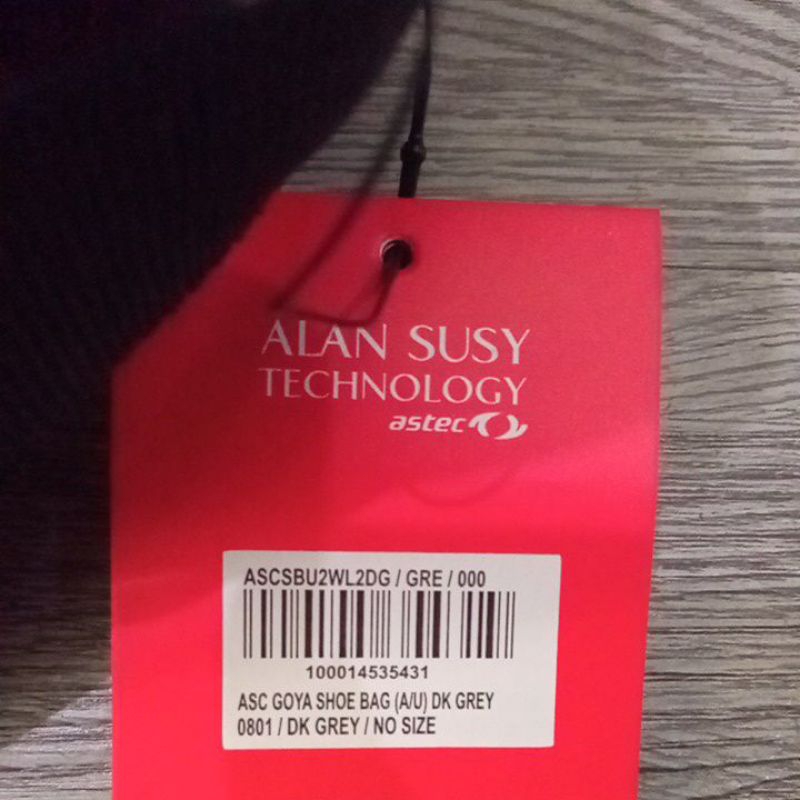 ALAN SUSY
TECHNOLOGY
astec
ASCSBU2WL2DG / GRE / 000
100014535431
ASC GOYA SHOE BAG (A/U) DK GREY
0801 / DK GREY / NO SIZE